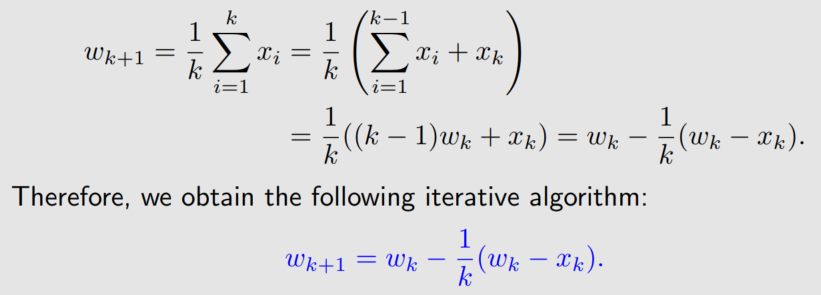 w_{k+1} = \frac{1}{k} \sum_{i=1}^{k} x_i = \frac{1}{k} \left( \sum_{i=1}^{k-1} x_i + x_k \right)
= \frac{1}{k}((k-1)w_k + x_k) = w_k - \frac{1}{k}(w_k - x_k).
Therefore, we obtain the following iterative algorithm:
w_{k+1} = w_k - \frac{1}{k}(w_k - x_k).